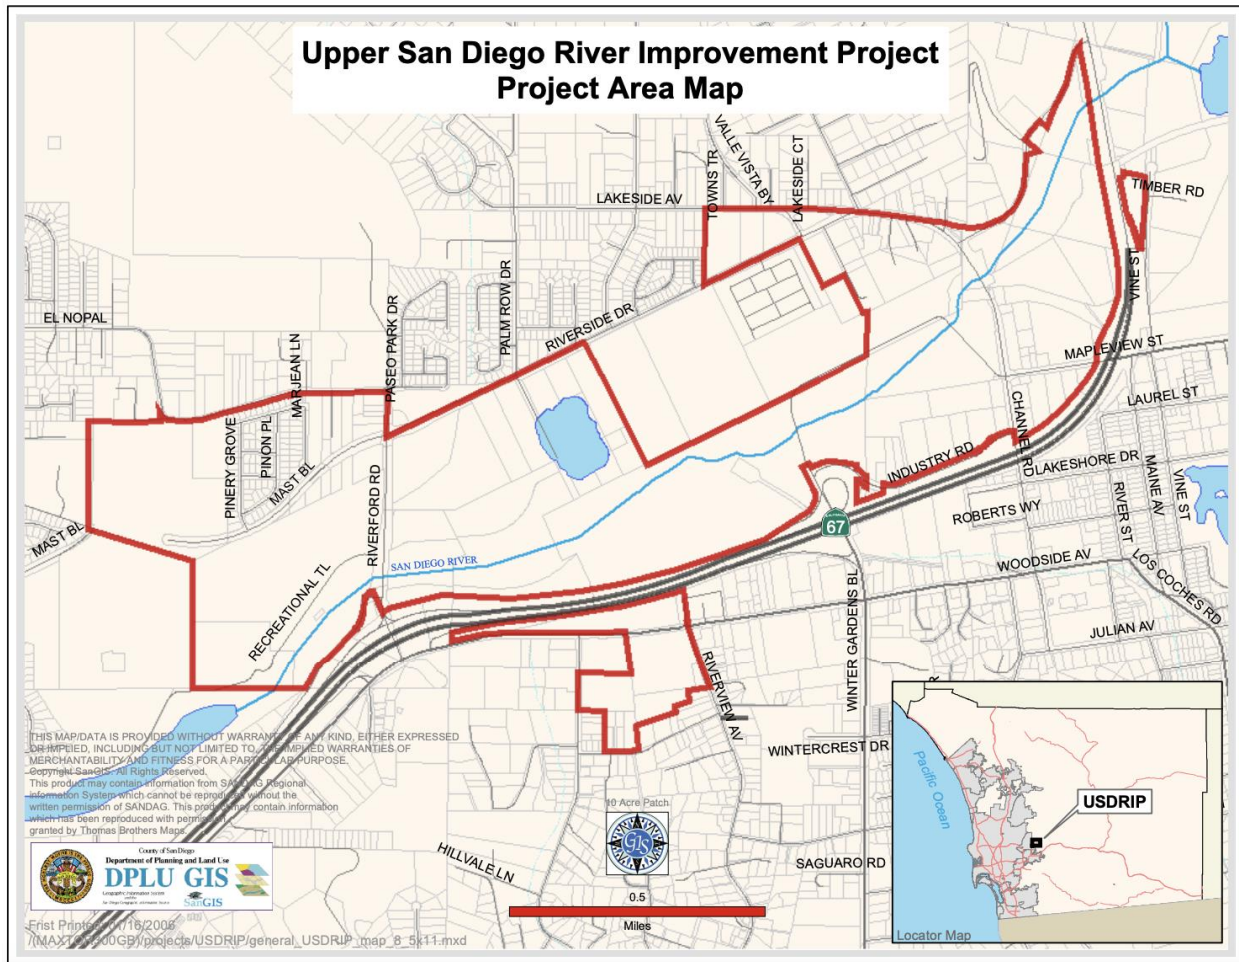 Upper San Diego River Improvement Project
Project Area Map
VALLE VISTA BY
TOWNS TR
LAKESIDE CT
LAKESIDE AV
TIMBER RD
VINE ST
EL NOPAL
MARJEAN LN
PASEO PARK DR
PALM ROW DR
RIVERSIDE DR
MAPLEVIEW ST
LAUREL ST
CHANNEL RD
PINERY GROVE
PINON PL
MAST BL
INDUSTRY RD
LAKESHORE DR
MAINE AV
VINE ST
RIVER ST
ROBERTS WY
67
MAST BL
RIVERFORD RD
SAN DIEGO RIVER
WOODSIDE AV
LOS COCHES RD
RECREATIONAL TL
WINTER GARDENS BL
JULIAN AV
RIVERVIEW AV
WINTERCREST DR
THIS MAP/DATA IS PROVIDED WITHOUT WARRANTY OF ANY KIND, EITHER EXPRESSED
OR IMPLIED, INCLUDING BUT NOT LIMITED TO, THE IMPLIED WARRANTIES OF
MERCHANTABILITY AND FITNESS FOR A PARTICULAR PURPOSE.
Copyright SanGIS. All Rights Reserved.
This product may contain information from SANDAG Regional
Information System which cannot be reproduced without the
written permission of SANDAG. This product may contain information
which has been reproduced with permission
granted by Thomas Brothers Maps.
10 Acre Patch
GIS
HILLVALE LN
SAGUARO RD
0.5
Miles
County of San Diego
Department of Planning and Land Use
DPLU GIS
SanGIS
Frist Printed 01/16/2006
/(MAXTOR300GB)/projects/USDRIP/general_USDRIP_map_8_5x11.mxd
Pacific Ocean
USDRIP
Locator Map